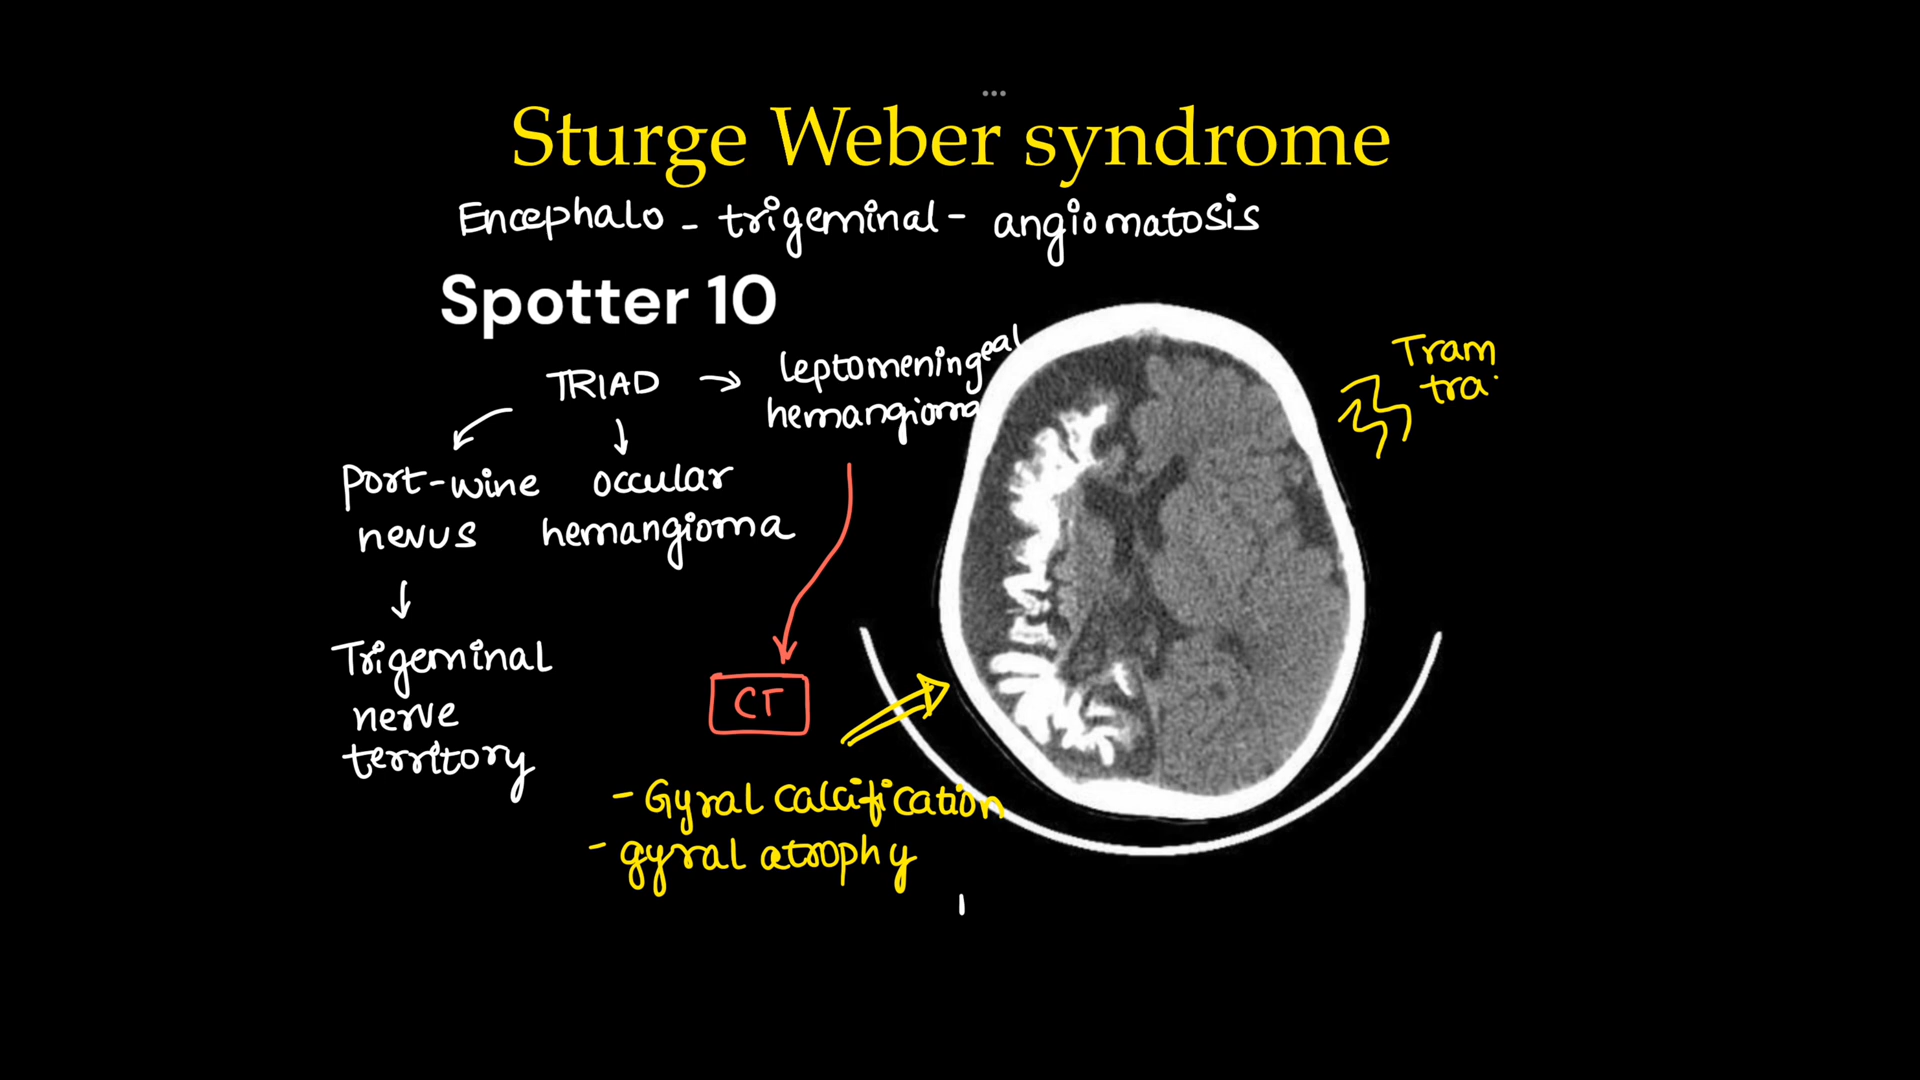 Sturge Weber syndrome
Encephalo - trigeminal - angiomatosis
Spotter 10
TRIAD → leptomeningeal
hemangioma
port-wine
nevus
occular
hemangioma
Trigeminal
nerve
territory
CT
- Gyral calcification
- gyral atrophy
Tram
tra